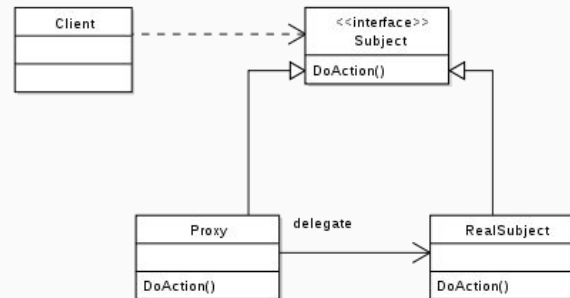 Client
<<interface>>
Subject
DoAction()
Proxy
delegate
RealSubject
DoAction()
DoAction()